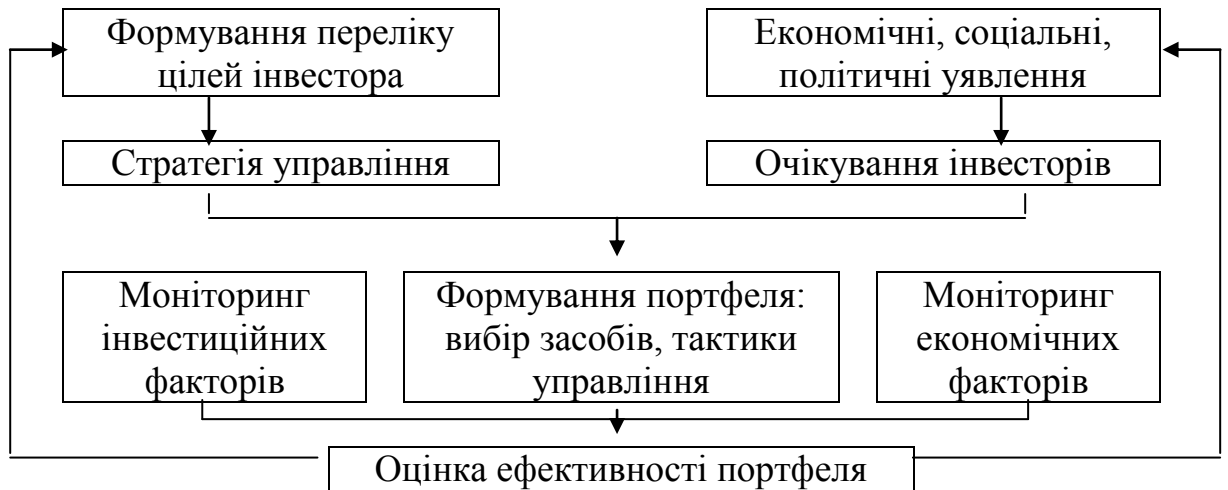 Формування переліку
цілей інвестора
Економічні, соціальні,
політичні уявлення
Стратегія управління
Очікування інвесторів
Моніторинг
інвестиційних
факторів
Формування портфеля:
вибір засобів, тактики
управління
Моніторинг
економічних
факторів
Оцінка ефективності портфеля